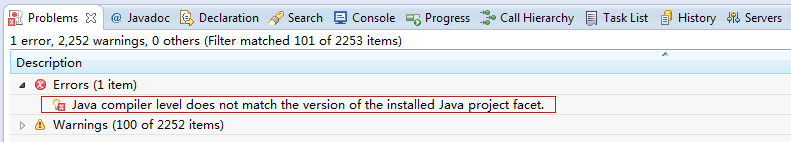 Problems @ Javadoc Declaration Search Console Progress Call Hierarchy Task List History Servers
1 error, 2,252 warnings, 0 others (Filter matched 101 of 2253 items)
Description
Errors (1 item)
Java compiler level does not match the version of the installed Java project facet.
Warnings (100 of 2252 items)